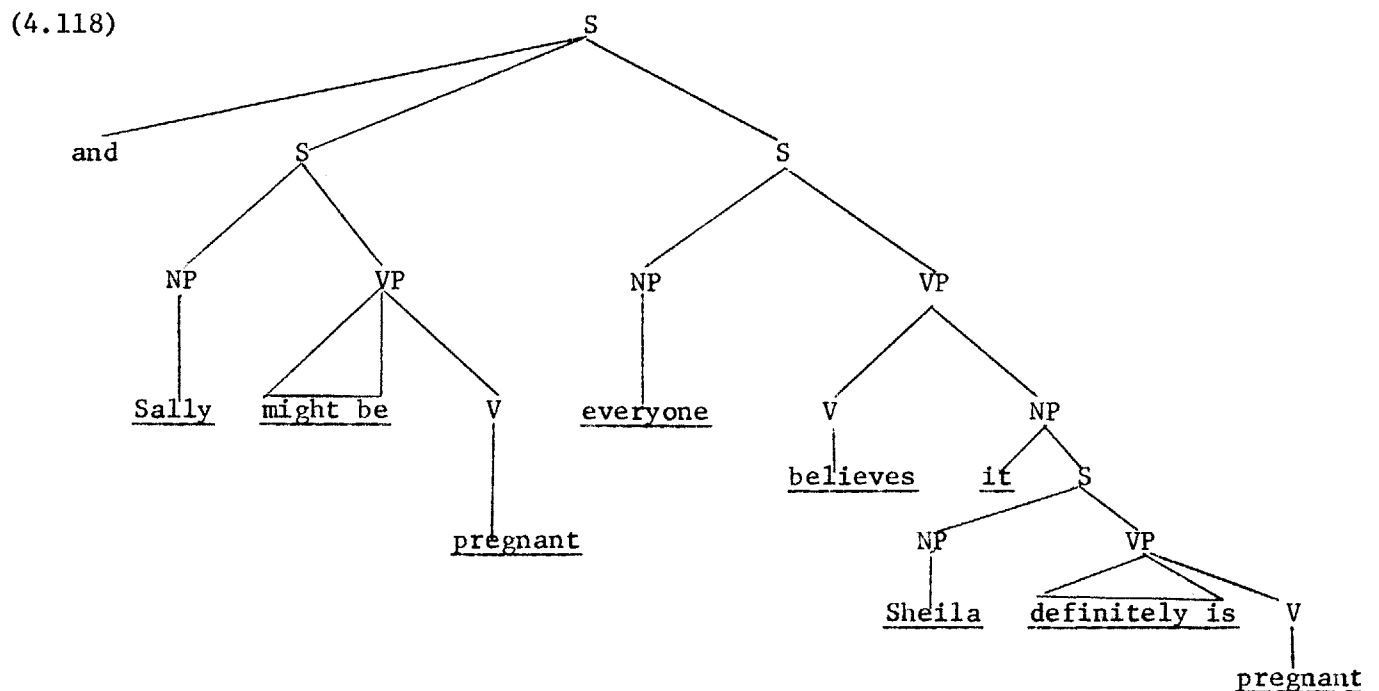 (4.118) S
and S S
NP VP NP VP
Sally might be V everyone V NP
believes it S
pregnant NP VP
Sheila definitely is V
pregnant